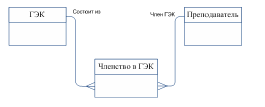 ГЭК
Состоит из
Член ГЭК
Преподаватель
Членство в ГЭК